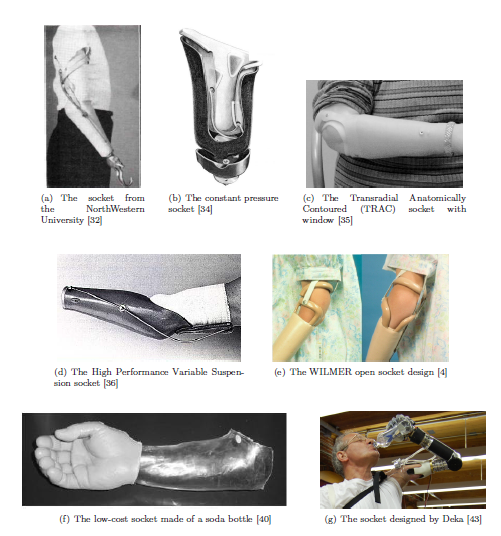 (a) The socket from
the NorthWestern
University [32]
(b) The constant pressure
socket [34]
(c) The Transradial Anatomically
Contoured (TRAC) socket with
window [35]
(d) The High Performance Variable Suspen-
sion socket [36]
(e) The WILMER open socket design [4]
(f) The low-cost socket made of a soda bottle [40]
(g) The socket designed by Deka [43]